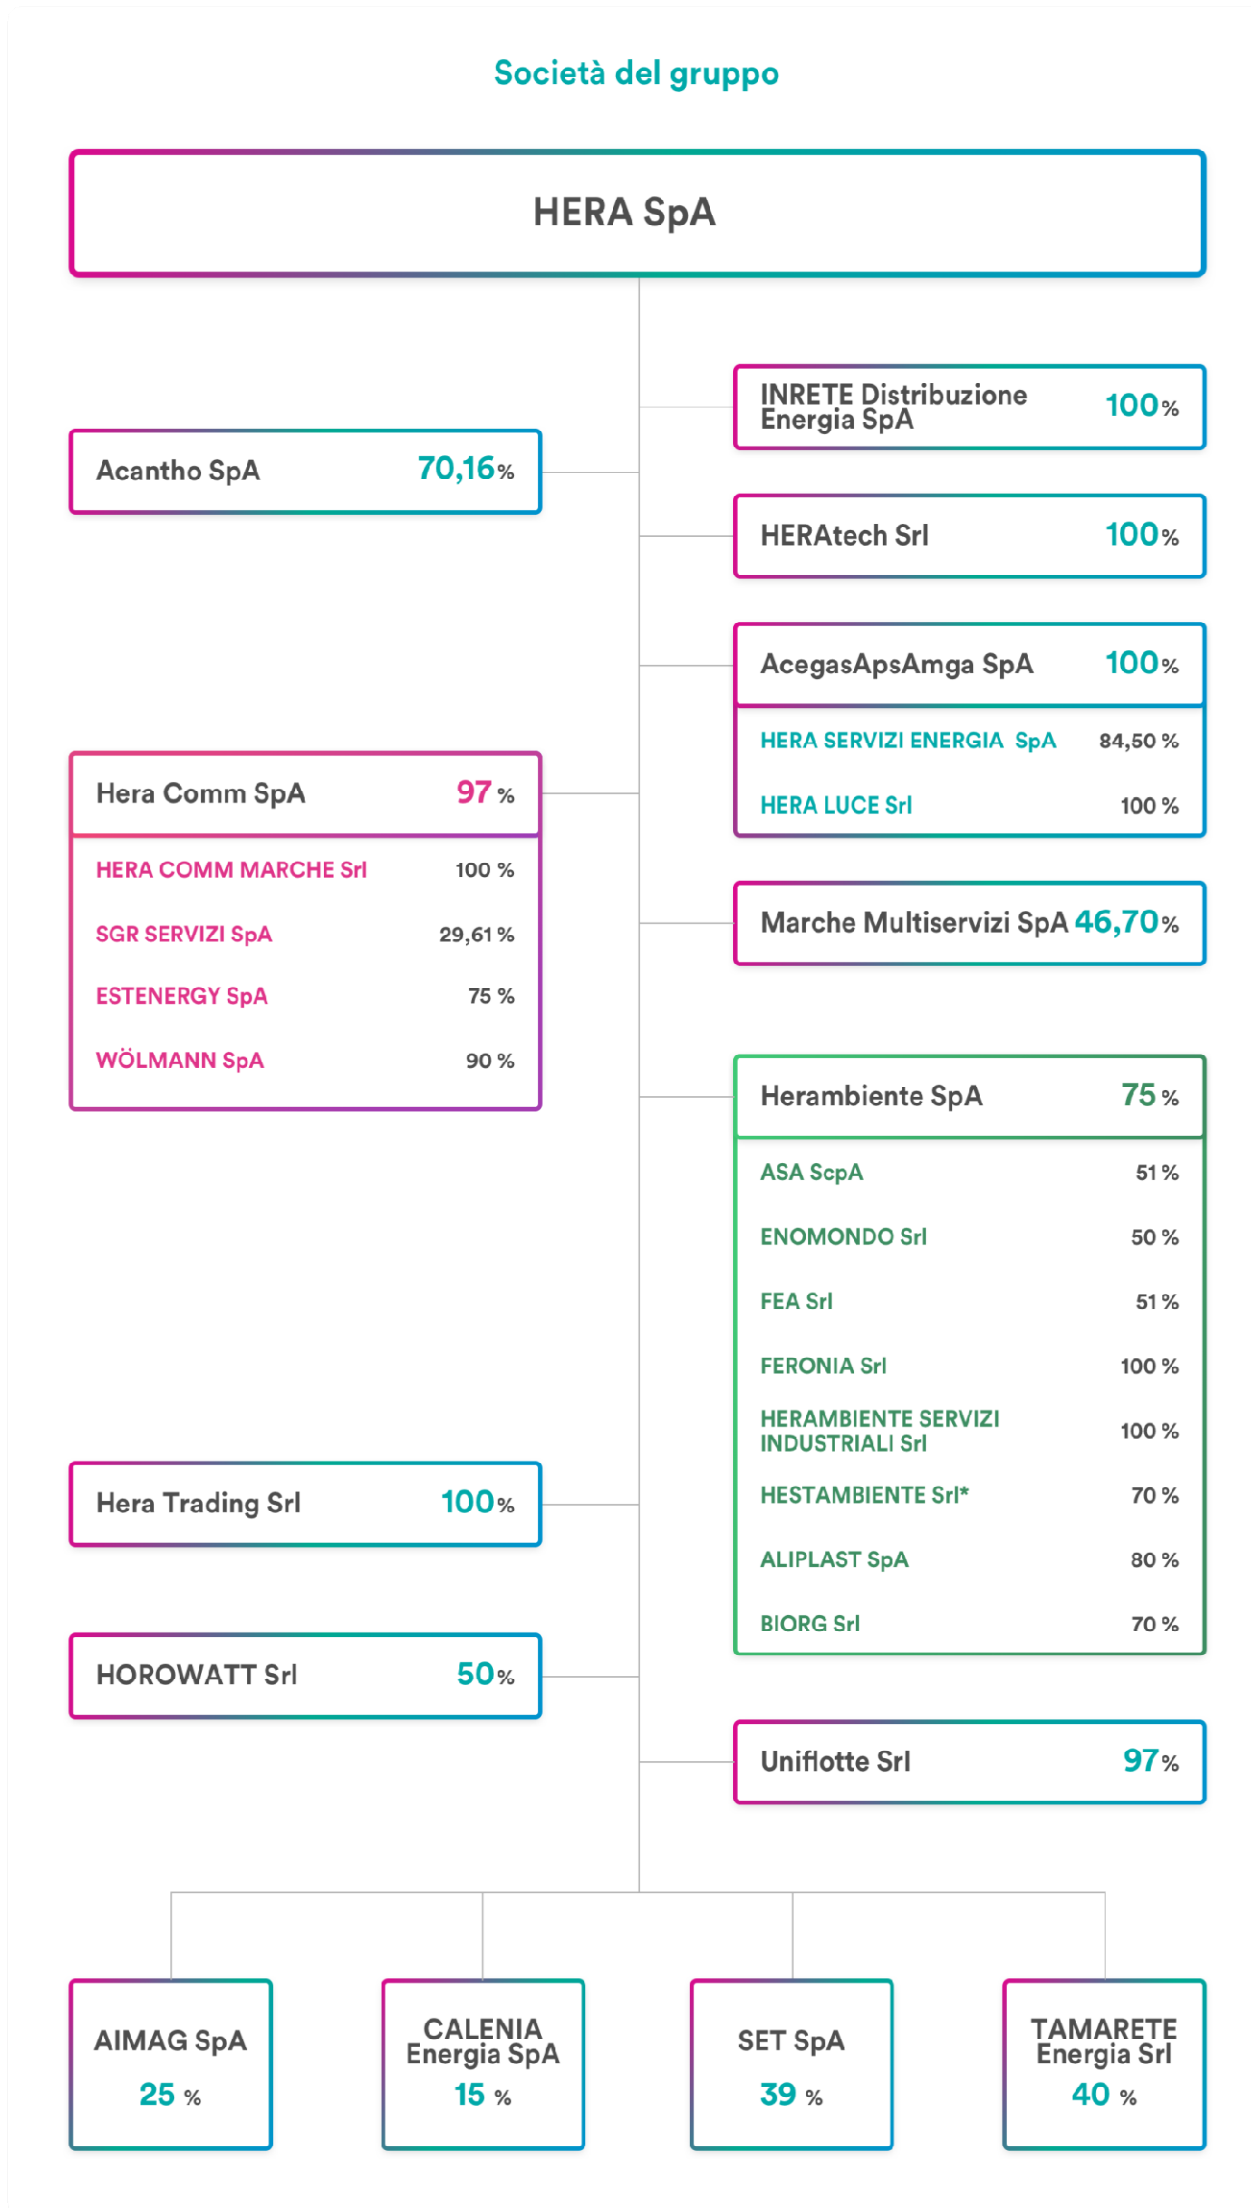 Società del gruppo
HERA SpA
INRETE Distribuzione
Energia SpA
100%
Acantho SpA 70,16%
HERAtech Srl 100%
AcegasApsAmga SpA 100%
HERA SERVIZI ENERGIA SpA 84,50 %
HERA LUCE Srl 100 %
Hera Comm SpA 97 %
HERA COMM MARCHE Srl 100 %
SGR SERVIZI SpA 29,61 %
ESTENERGY SpA 75 %
WÖLMANN SpA 90 %
Marche Multiservizi SpA 46,70%
Herambiente SpA 75 %
ASA ScpA 51 %
ENOMONDO Srl 50 %
FEA Srl 51 %
FERONIA Srl 100 %
HERAMBIENTE SERVIZI
INDUSTRIALI Srl
100 %
HESTAMBIENTE Srl* 70 %
ALIPLAST SpA 80 %
BIORG Srl 70 %
Hera Trading Srl 100%
HOROWATT Srl 50%
Uniflotte Srl 97%
AIMAG SpA
25 %
CALENIA
Energia SpA
15 %
SET SpA
39 %
TAMARETE
Energia Srl
40 %